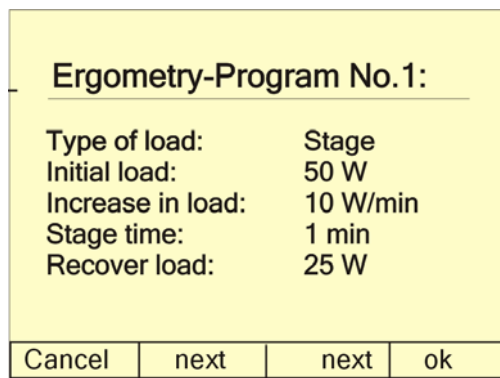 Ergometry-Program No.1:
Type of load: Stage
Initial load: 50 W
Increase in load: 10 W/min
Stage time: 1 min
Recover load: 25 W
Cancel next next ok